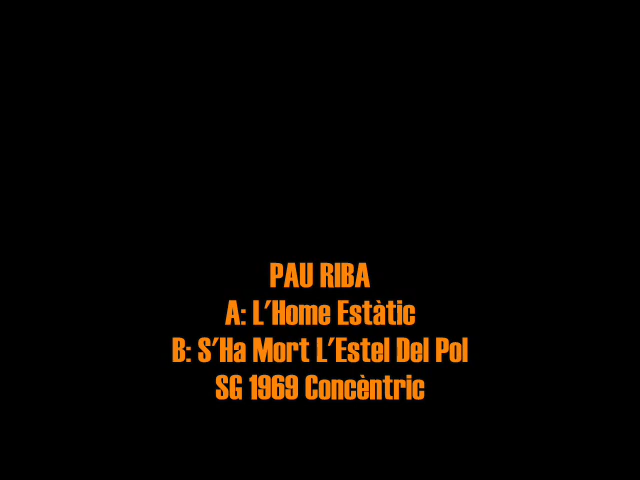 PAU RIBA
A: L'Home Estàtic
B: S'Ha Mort L'Estel Del Pol
SG 1969 Concèntric